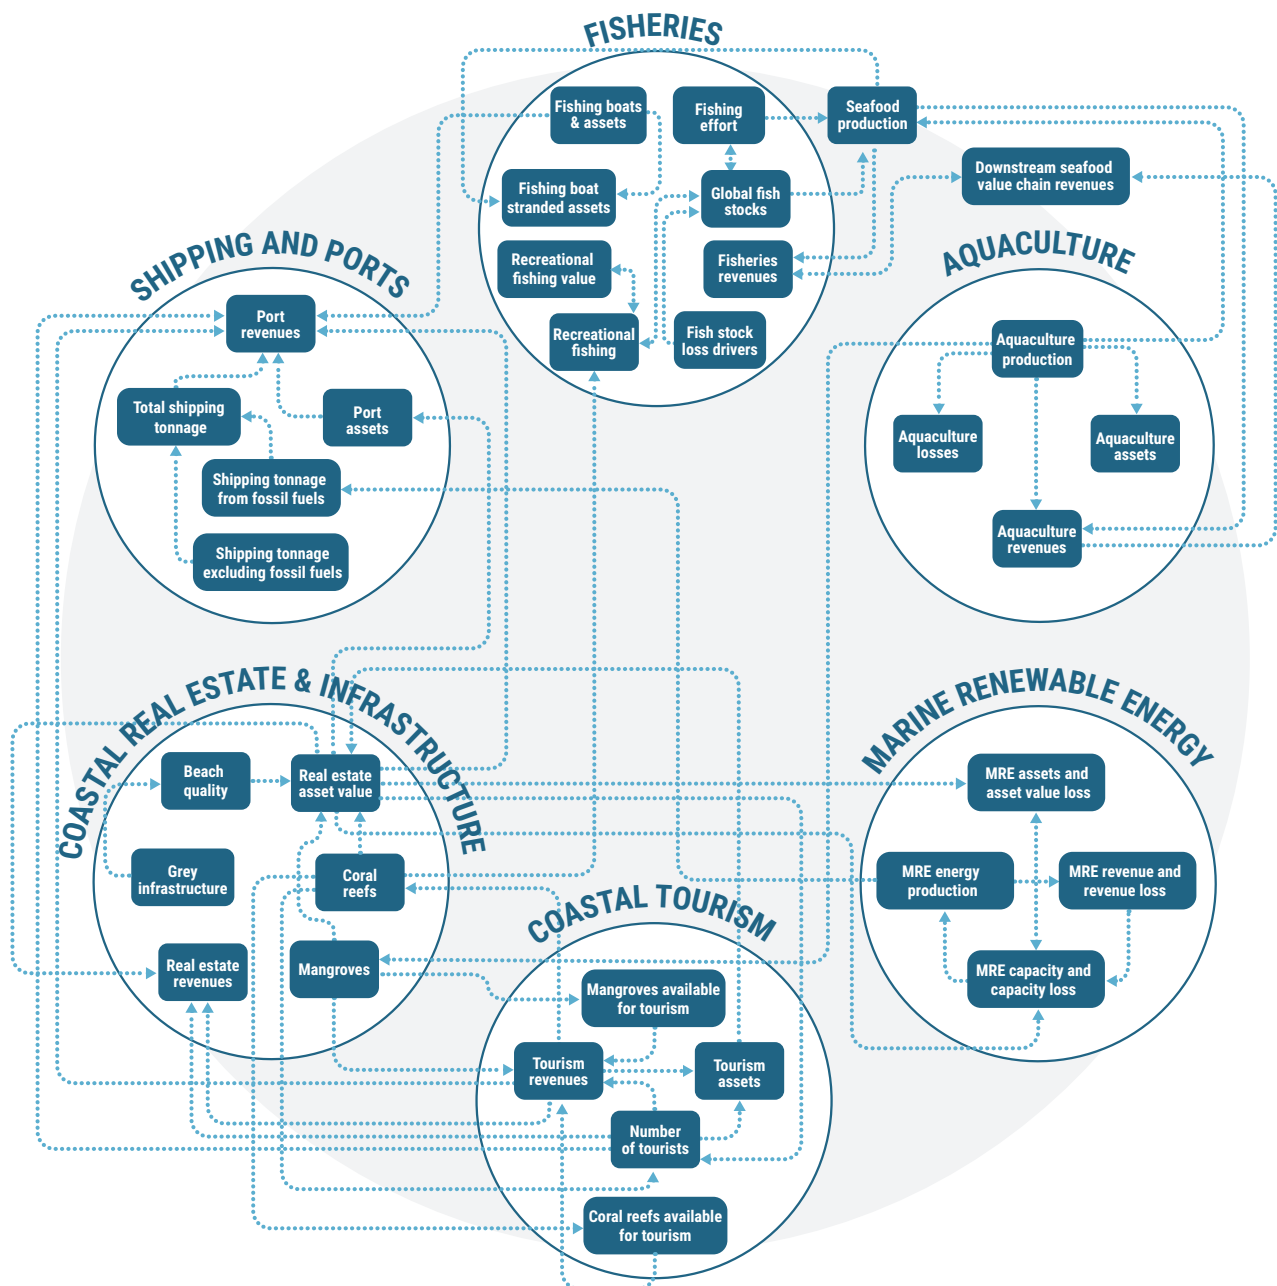 FISHERIES
Fishing boats
& assets
Fishing
effort
Seafood
production
Downstream seafood
value chain revenues
Fishing boat
stranded assets
Global fish
stocks
Recreational
fishing value
Fisheries
revenues
Recreational
fishing
Fish stock
loss drivers
SHIPPING AND PORTS
Port
revenues
Total shipping
tonnage
Port
assets
Shipping tonnage
from fossil fuels
Shipping tonnage
excluding fossil fuels
AQUACULTURE
Aquaculture
production
Aquaculture
losses
Aquaculture
assets
Aquaculture
revenues
COASTAL REAL ESTATE & INFRASTRUCTURE
Beach
quality
Real estate
asset value
Grey
infrastructure
Coral
reefs
Real estate
revenues
Mangroves
MARINE RENEWABLE ENERGY
MRE assets and
asset value loss
MRE energy
production
MRE revenue and
revenue loss
MRE capacity and
capacity loss
COASTAL TOURISM
Mangroves available
for tourism
Tourism
revenues
Tourism
assets
Number
of tourists
Coral reefs available
for tourism